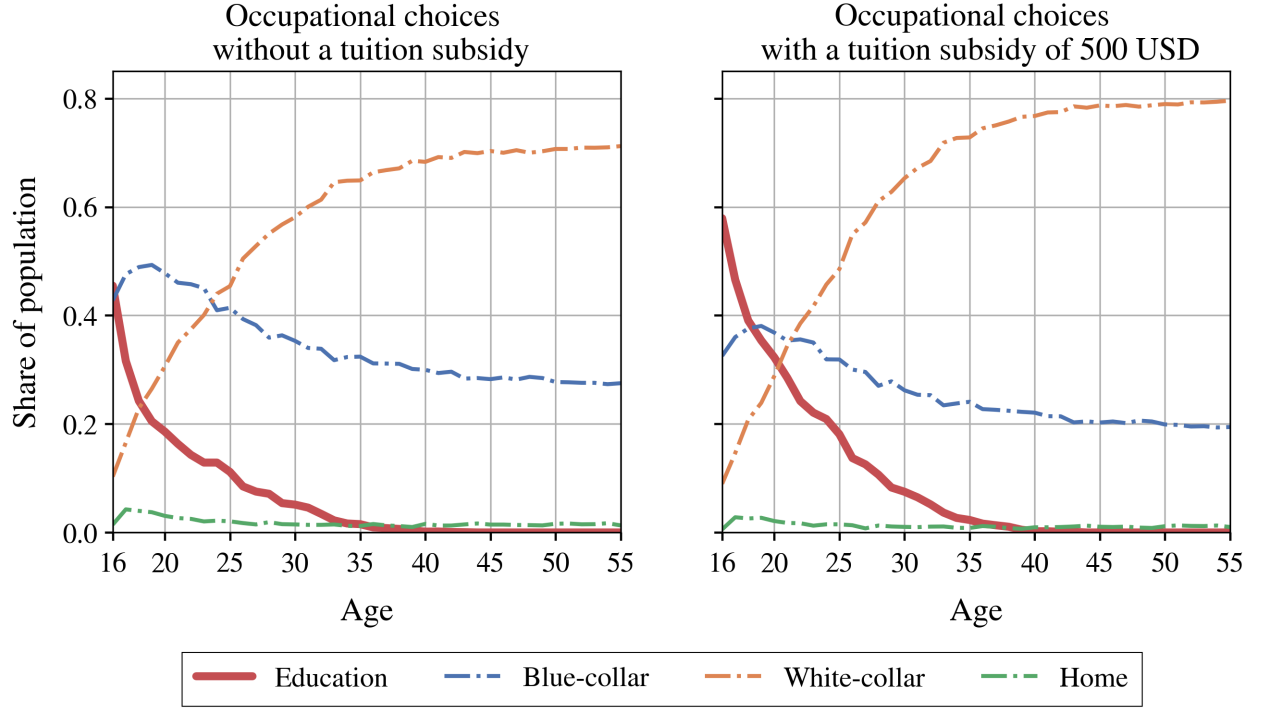 Occupational choices
without a tuition subsidy
Occupational choices
with a tuition subsidy of 500 USD
Share of population
0.8
0.6
0.4
0.2
0.0
16 20 25 30 35 40 45 50 55
16 20 25 30 35 40 45 50 55
Age
Age
Education Blue-collar White-collar Home